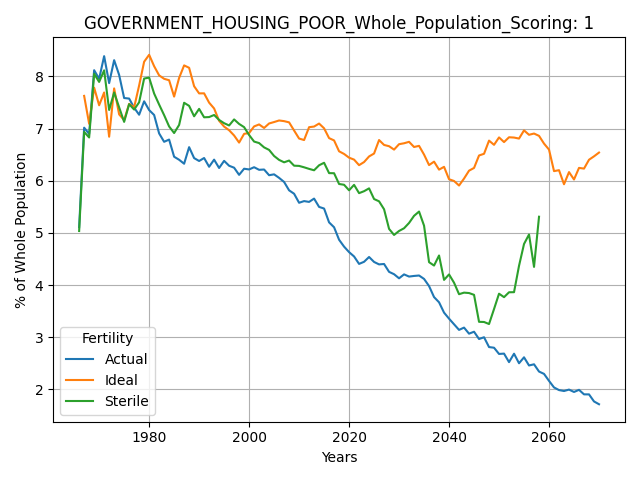 GOVERNMENT_HOUSING_POOR_Whole_Population_Scoring: 1
% of Whole Population
8
7
6
5
4
3
2
Fertility
Actual
Ideal
Sterile
1980 2000 2020 2040 2060
Years